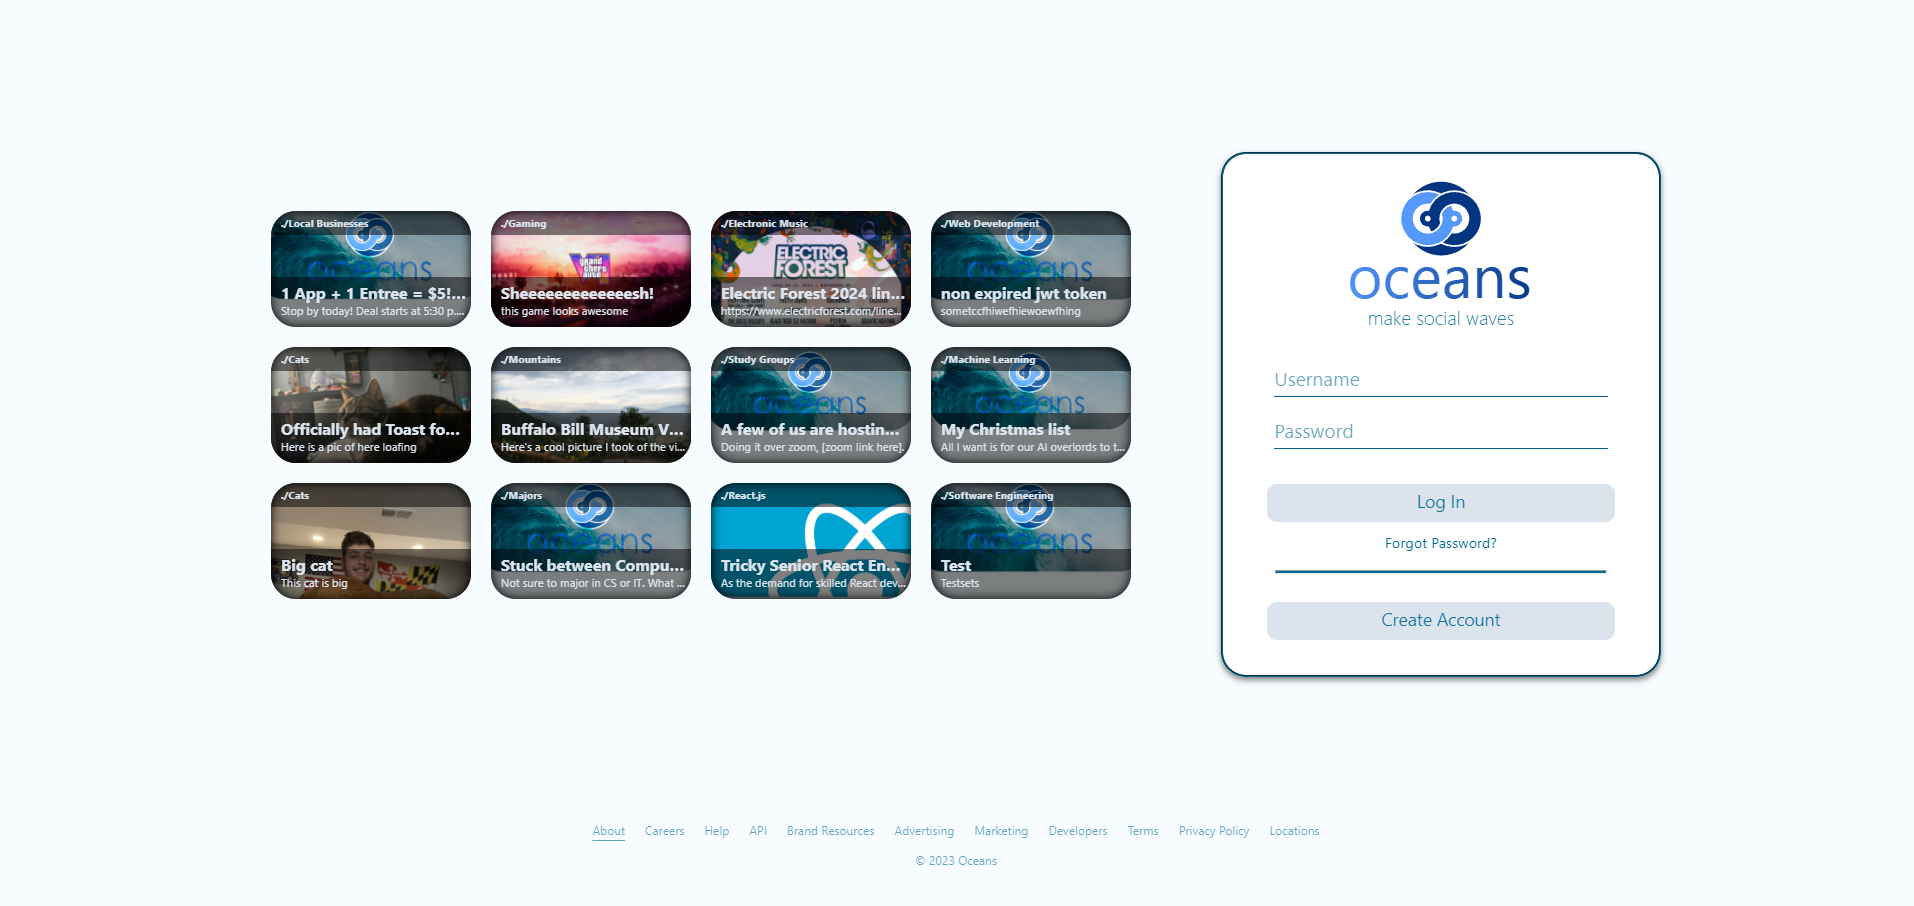 ./Local Businesses
oceans
1 App + 1 Entree = $5!...
Stop by today! Deal starts at 5:30 p....
./Gaming
grand
theft
auto
VI
Sheeeeeeeeeeeeesh!
this game looks awesome
./Electronic Music
ELECTRIC
FOREST
Electric Forest 2024 lin...
https://www.electricforest.com/line...
./Web Development
oceans
non expired jwt token
sometccfhiwefhiewoewfhing
./Cats
Officially had Toast fo...
Here is a pic of here loafing
./Mountains
Buffalo Bill Museum V...
Here's a cool picture I took of the vi...
./Study Groups
oceans
A few of us are hostin...
Doing it over zoom, [zoom link here].
./Machine Learning
oceans
My Christmas list
All I want is for our AI overlords to t...
./Cats
Big cat
This cat is big
./Majors
oceans
Stuck between Compu...
Not sure to major in CS or IT. What ...
./React.js
Tricky Senior React En...
As the demand for skilled React dev...
./Software Engineering
oceans
Test
Testsets
oceans
make social waves
Username
Password
Log In
Forgot Password?
Create Account
About Careers Help API Brand Resources Advertising Marketing Developers Terms Privacy Policy Locations
© 2023 Oceans